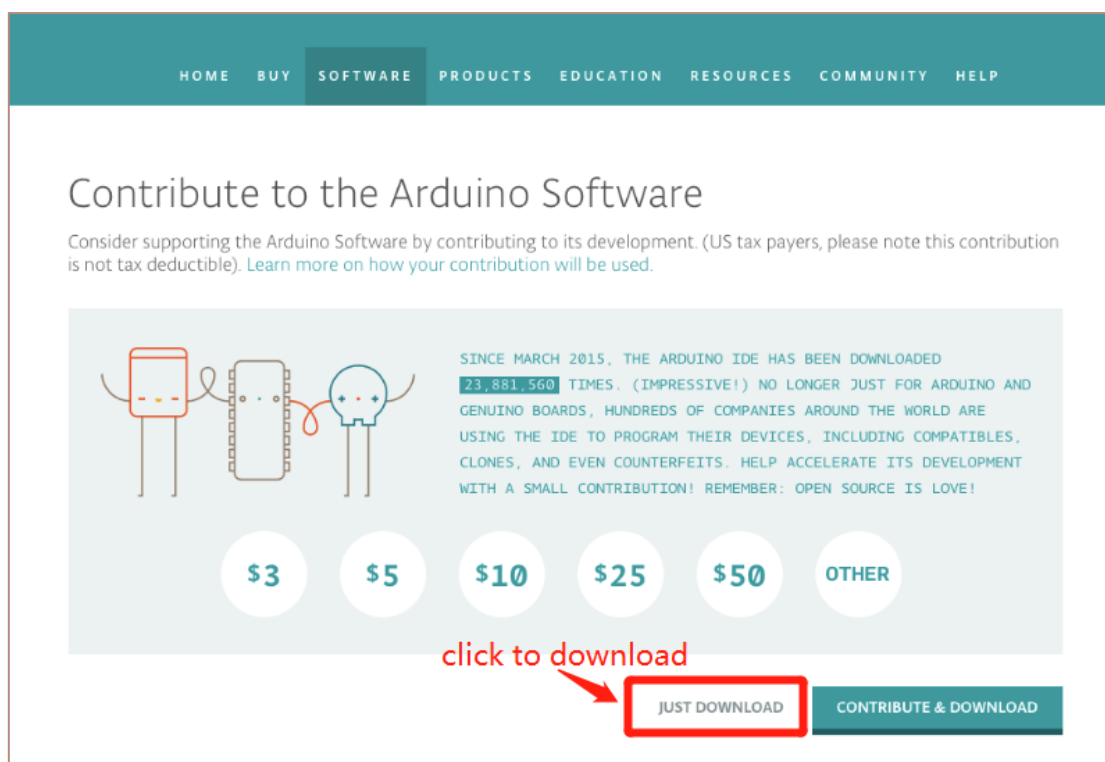 HOME BUY SOFTWARE PRODUCTS EDUCATION RESOURCES COMMUNITY HELP
Contribute to the Arduino Software
Consider supporting the Arduino Software by contributing to its development. (US tax payers, please note this contribution
is not tax deductible). Learn more on how your contribution will be used.
SINCE MARCH 2015, THE ARDUINO IDE HAS BEEN DOWNLOADED
23,881,560 TIMES. (IMPRESSIVE!) NO LONGER JUST FOR ARDUINO AND
GENUINO BOARDS, HUNDREDS OF COMPANIES AROUND THE WORLD ARE
USING THE IDE TO PROGRAM THEIR DEVICES, INCLUDING COMPATIBLES,
CLONES, AND EVEN COUNTERFEITS. HELP ACCELERATE ITS DEVELOPMENT
WITH A SMALL CONTRIBUTION! REMEMBER: OPEN SOURCE IS LOVE!
$3 $5 $10 $25 $50 OTHER
click to download
JUST DOWNLOAD CONTRIBUTE & DOWNLOAD